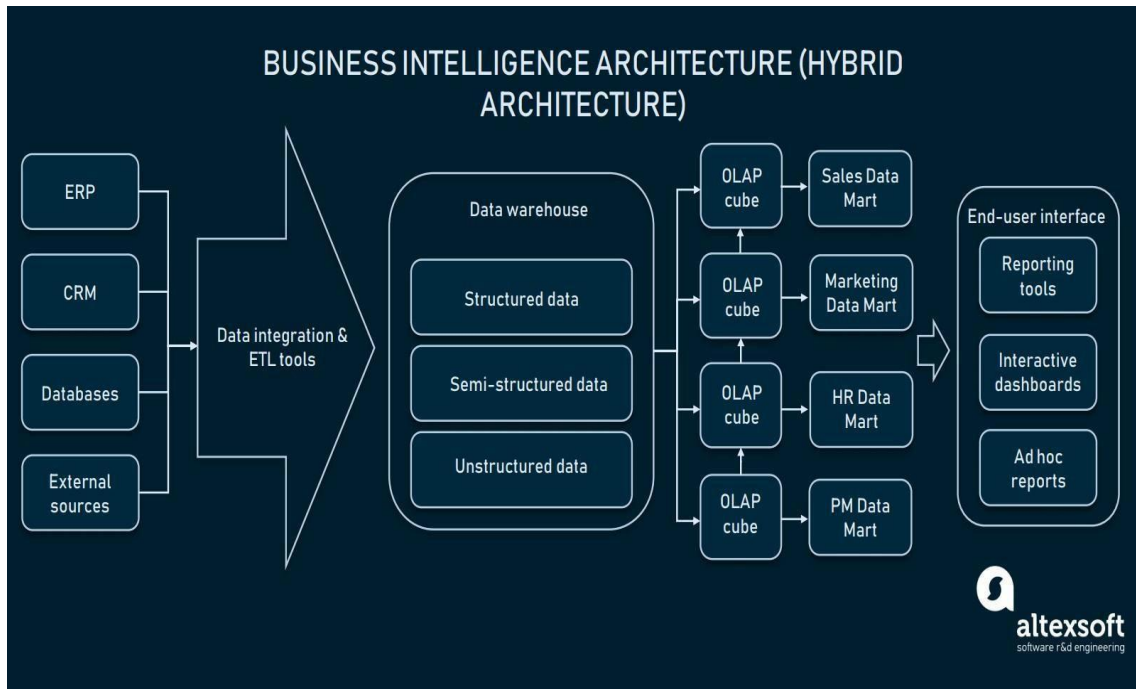 BUSINESS INTELLIGENCE ARCHITECTURE (HYBRID
ARCHITECTURE)
ERP
CRM
Databases
External
sources
Data integration &
ETL tools
Data warehouse
Structured data
Semi-structured data
Unstructured data
OLAP
cube
Sales Data
Mart
OLAP
cube
Marketing
Data Mart
OLAP
cube
HR Data
Mart
OLAP
cube
PM Data
Mart
End-user interface
Reporting
tools
Interactive
dashboards
Ad hoc
reports
altexsoft
software r&d engineering